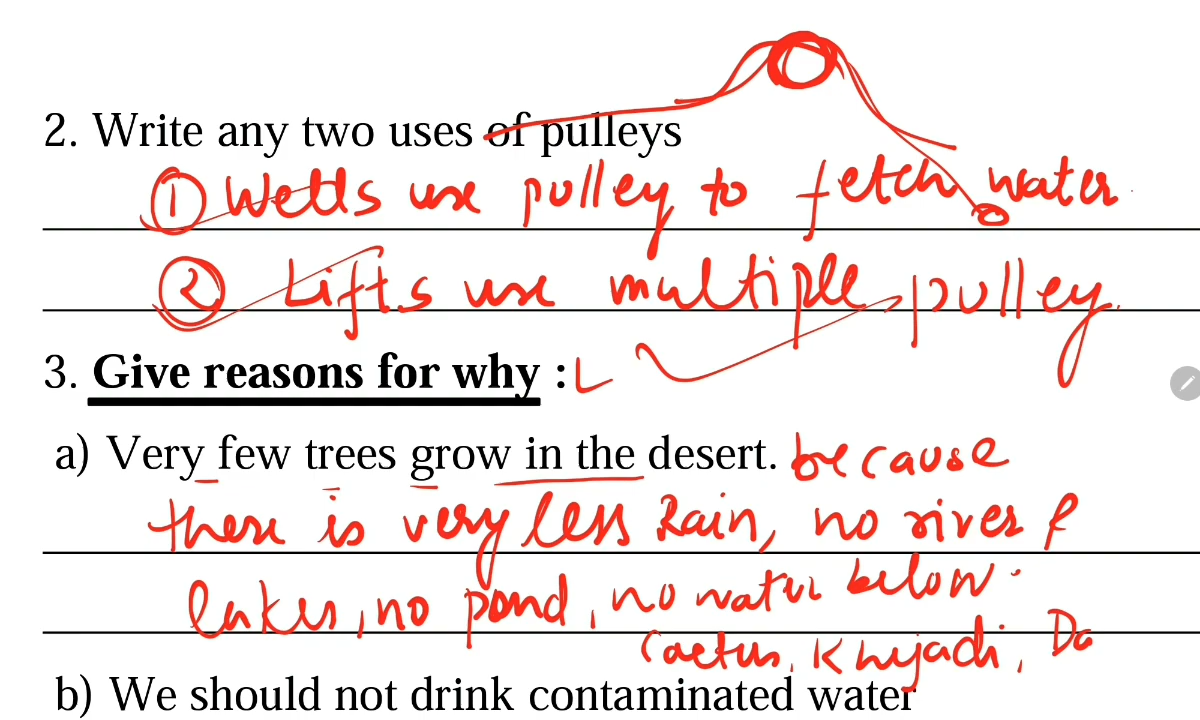 2. Write any two uses of pulleys
① Wells use pulley to fetch water
② Lifts use multiple pulley.
3. Give reasons for why :
a) Very few trees grow in the desert. because
there is very less Rain, no river &
lakes, no pond, no water below.
Cactus, Khejadi, Da
b) We should not drink contaminated water